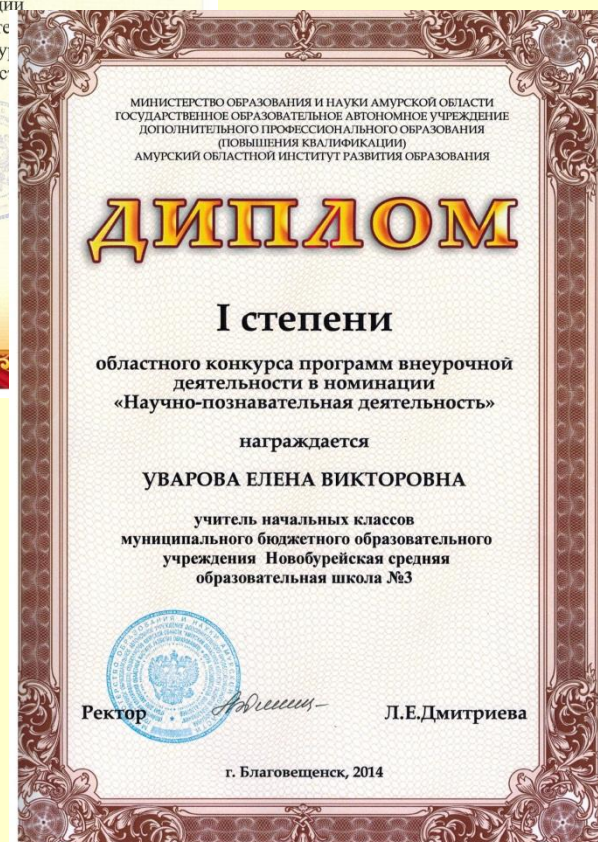 ции
МИНИСТЕРСТВО ОБРАЗОВАНИЯ И НАУКИ АМУРСКОЙ ОБЛАСТИ
ГОСУДАРСТВЕННОЕ ОБРАЗОВАТЕЛЬНОЕ АВТОНОМНОЕ УЧРЕЖДЕНИЕ
ДОПОЛНИТЕЛЬНОГО ПРОФЕССИОНАЛЬНОГО ОБРАЗОВАНИЯ
(ПОВЫШЕНИЯ КВАЛИФИКАЦИИ)
АМУРСКИЙ ОБЛАСТНОЙ ИНСТИТУТ РАЗВИТИЯ ОБРАЗОВАНИЯ
ДИПЛОМ
I степени
областного конкурса программ внеурочной
деятельности в номинации
«Научно-познавательная деятельность»
награждается
УВАРОВА ЕЛЕНА ВИКТОРОВНА
учитель начальных классов
муниципального бюджетного образовательного
учреждения Новобурейская средняя
образовательная школа №3
Ректор Л.Е.Дмитриева
г. Благовещенск, 2014